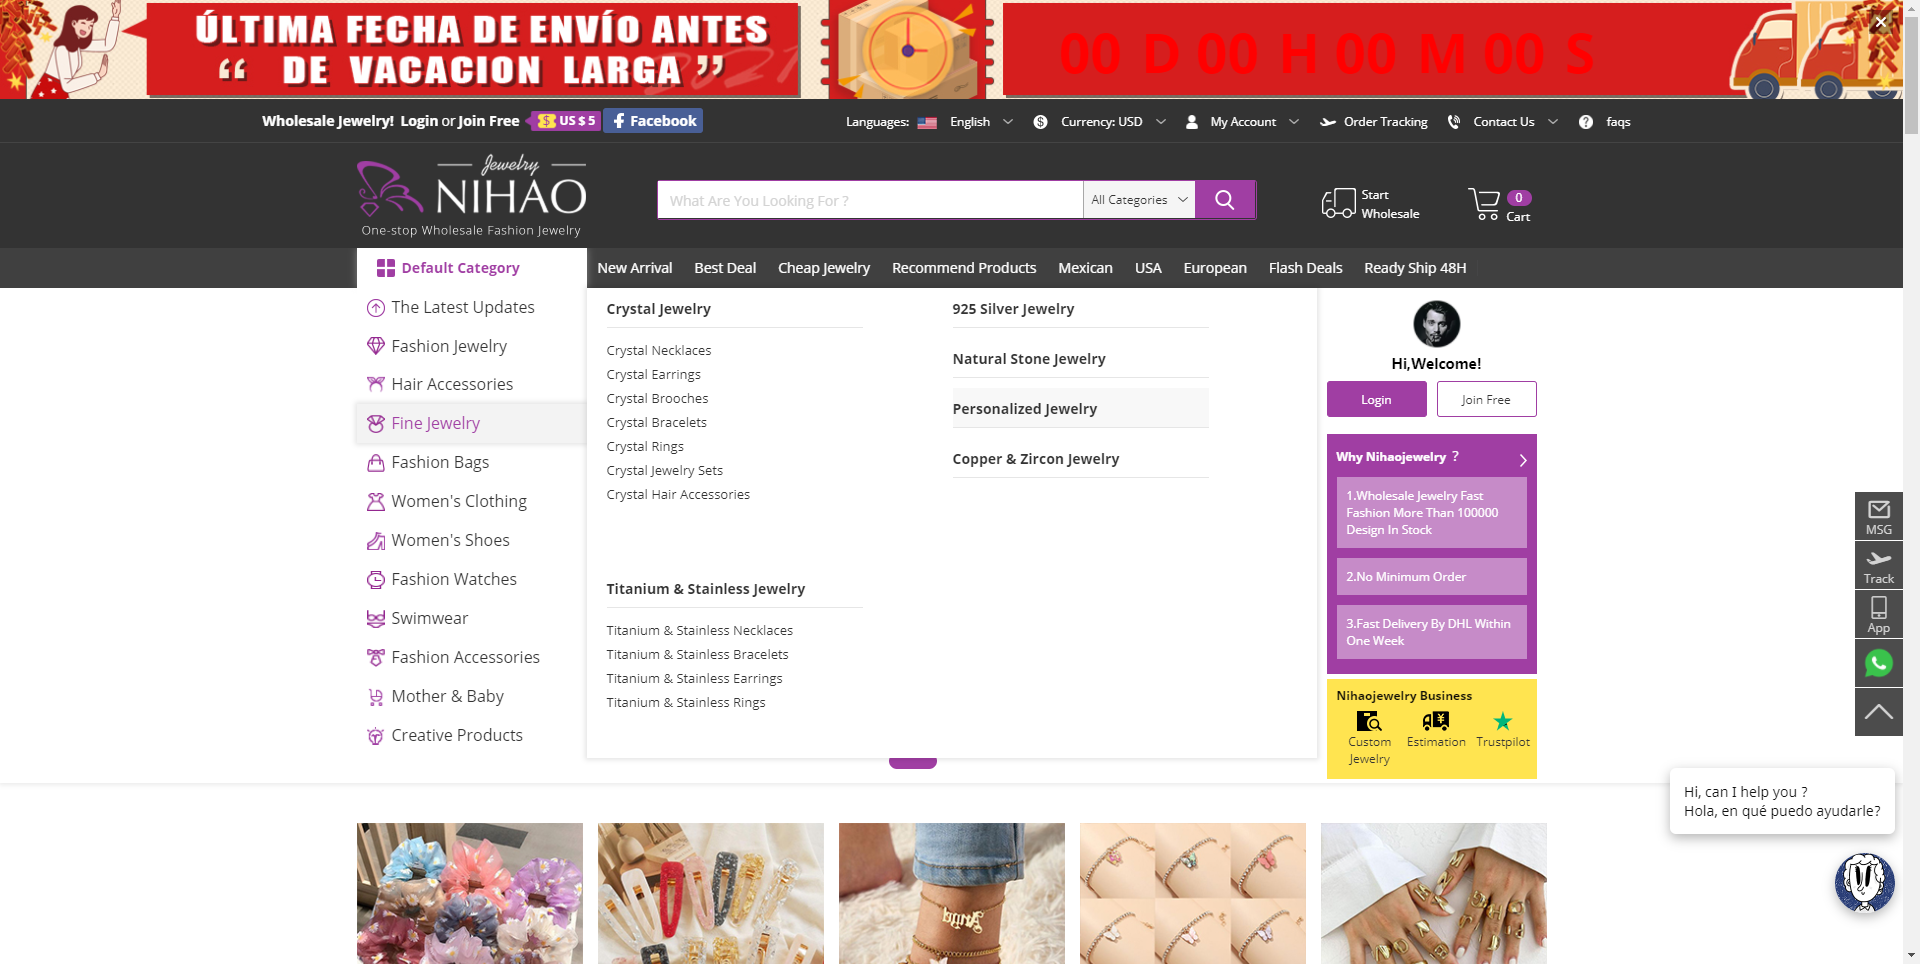 ÚLTIMA FECHA DE ENVÍO ANTES
“ DE VACACION LARGA ”
00 D 00 H 00 M 00 S
Wholesale Jewelry! Login or Join Free US $ 5 Facebook
Languages: English Currency: USD My Account Order Tracking Contact Us faqs
Jewelry
NIHAO
One-stop Wholesale Fashion Jewelry
What Are You Looking For ?
All Categories
Start
Wholesale
0
Cart
Default Category
New Arrival Best Deal Cheap Jewelry Recommend Products Mexican USA European Flash Deals Ready Ship 48H
The Latest Updates
Fashion Jewelry
Hair Accessories
Fine Jewelry
Fashion Bags
Women's Clothing
Women's Shoes
Fashion Watches
Swimwear
Fashion Accessories
Mother & Baby
Creative Products
Crystal Jewelry
Crystal Necklaces
Crystal Earrings
Crystal Brooches
Crystal Bracelets
Crystal Rings
Crystal Jewelry Sets
Crystal Hair Accessories
Titanium & Stainless Jewelry
Titanium & Stainless Necklaces
Titanium & Stainless Bracelets
Titanium & Stainless Earrings
Titanium & Stainless Rings
925 Silver Jewelry
Natural Stone Jewelry
Personalized Jewelry
Copper & Zircon Jewelry
Hi,Welcome!
Login
Join Free
Why Nihaojewelry ?
1.Wholesale Jewelry Fast
Fashion More Than 100000
Design In Stock
2.No Minimum Order
3.Fast Delivery By DHL Within
One Week
Nihaojewelry Business
Custom
Jewelry
Estimation
Trustpilot
MSG
Track
App
Hi, can I help you ?
Hola, en qué puedo ayudarle?